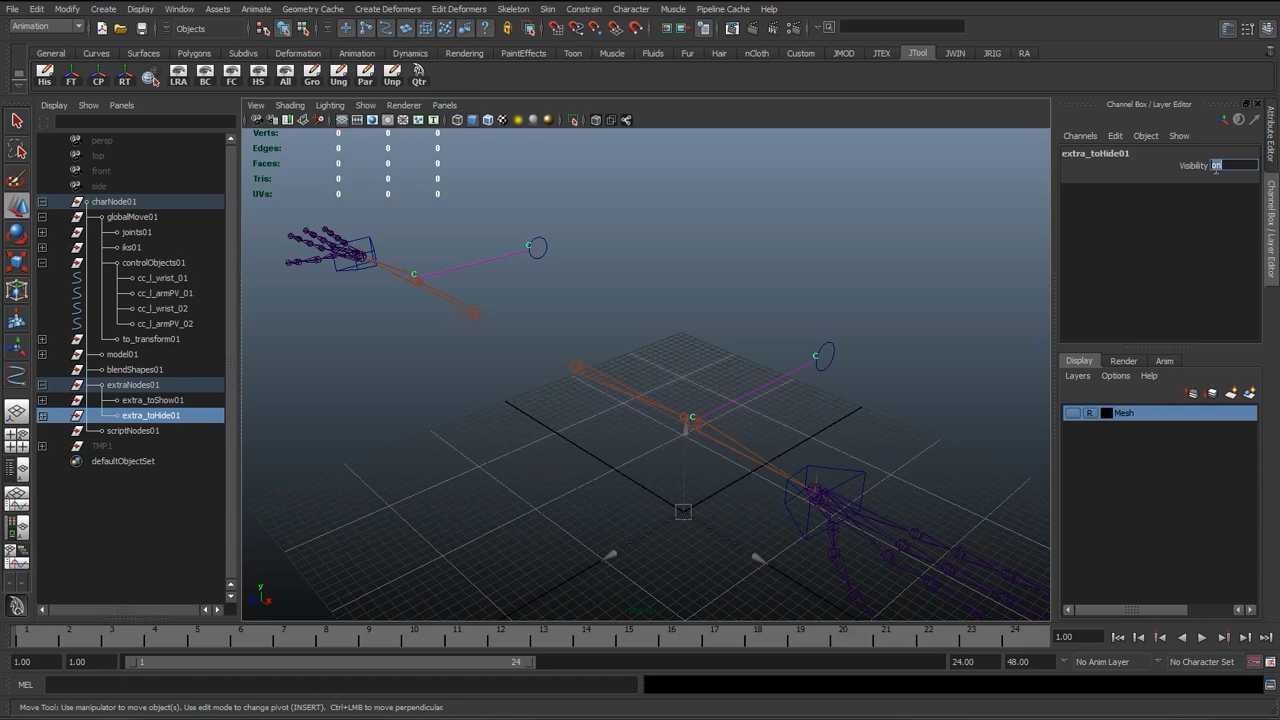 File Edit Modify Create Display Window Assets Animate Geometry Cache Create Deformers Edit Deformers Skeleton Skin Constrain Character Muscle Pipeline Cache Help
Animation Objects
General Curves Surfaces Polygons Subdivs Deformation Animation Dynamics Rendering PaintEffects Toon Muscle Fluids Fur Hair nCloth Custom JMOD JTEX JTool JWIN JRIG RA
His FT CP RT LRA BC FC HS All Gro Ung Par Unp Qtr
Display Show Panels
View Shading Lighting Show Renderer Panels
Channel Box / Layer Editor
Channels Edit Object Show
extra_toHide01
Visibility on
Verts: 0 0 0
Edges: 0 0 0
Faces: 0 0 0
Tris: 0 0 0
UVs: 0 0 0
persp
top
front
side
charNode01
globalMove01
joints01
iks01
controlObjects01
cc_l_wrist_01
cc_l_armPV_01
cc_l_wrist_02
cc_l_armPV_02
to_transform01
model01
blendShapes01
extraNodes01
extra_toShow01
extra_toHide01
scriptNodes01
TMP1
defaultObjectSet
C
C
C
C
y
x
Attribute Editor
Channel Box / Layer Editor
Display Render Anim
Layers Options Help
R Mesh
1 2 3 4 5 6 7 8 9 10 11 12 13 14 15 16 17 18 19 20 21 22 23 24
1.00
1.00 1.00 1 24 24.00 48.00 No Anim Layer No Character Set
MEL
Move Tool: Use manipulator to move object(s). Use edit mode to change pivot (INSERT). Ctrl+LMB to move perpendicular.